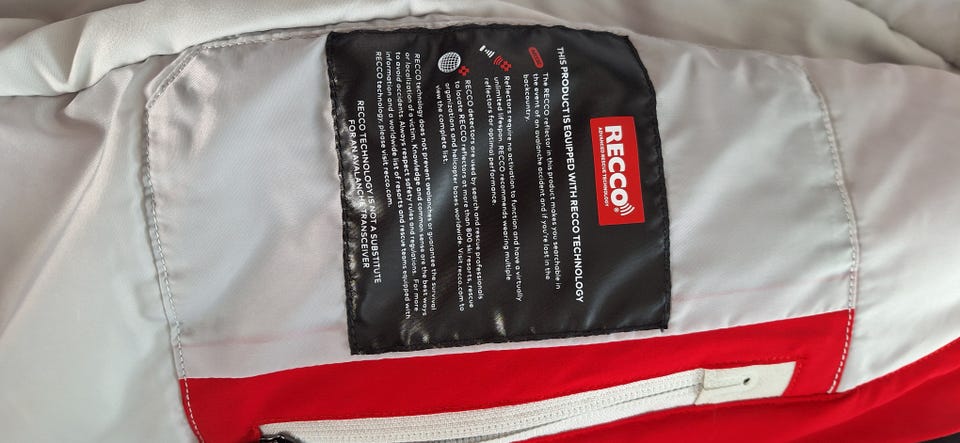 RECCO®
ADVANCED RESCUE TECHNOLOGY
THIS PRODUCT IS EQUIPPED WITH RECCO TECHNOLOGY
The RECCO reflector in this product makes you searchable in
the event of an avalanche accident and if you're lost in the
backcountry.
Reflectors require no activation to function and have a virtually
unlimited lifespan. RECCO recommends wearing multiple
reflectors for optimal performance.
RECCO detectors are used by search and rescue professionals
to locate RECCO reflectors at more than 800 ski resorts, rescue
organizations and helicopter bases worldwide. Visit recco.com to
view the complete list.
RECCO technology does not prevent avalanches or guarantee the survival
or localization of a victim. Knowledge and common sense are the best ways
to avoid accidents. Always respect safety rules and regulations. For more
information and a worldwide list of resorts and rescue teams equipped with
RECCO technology, please visit recco.com.
RECCO TECHNOLOGY IS NOT A SUBSTITUTE
FOR AN AVALANCHE TRANSCEIVER